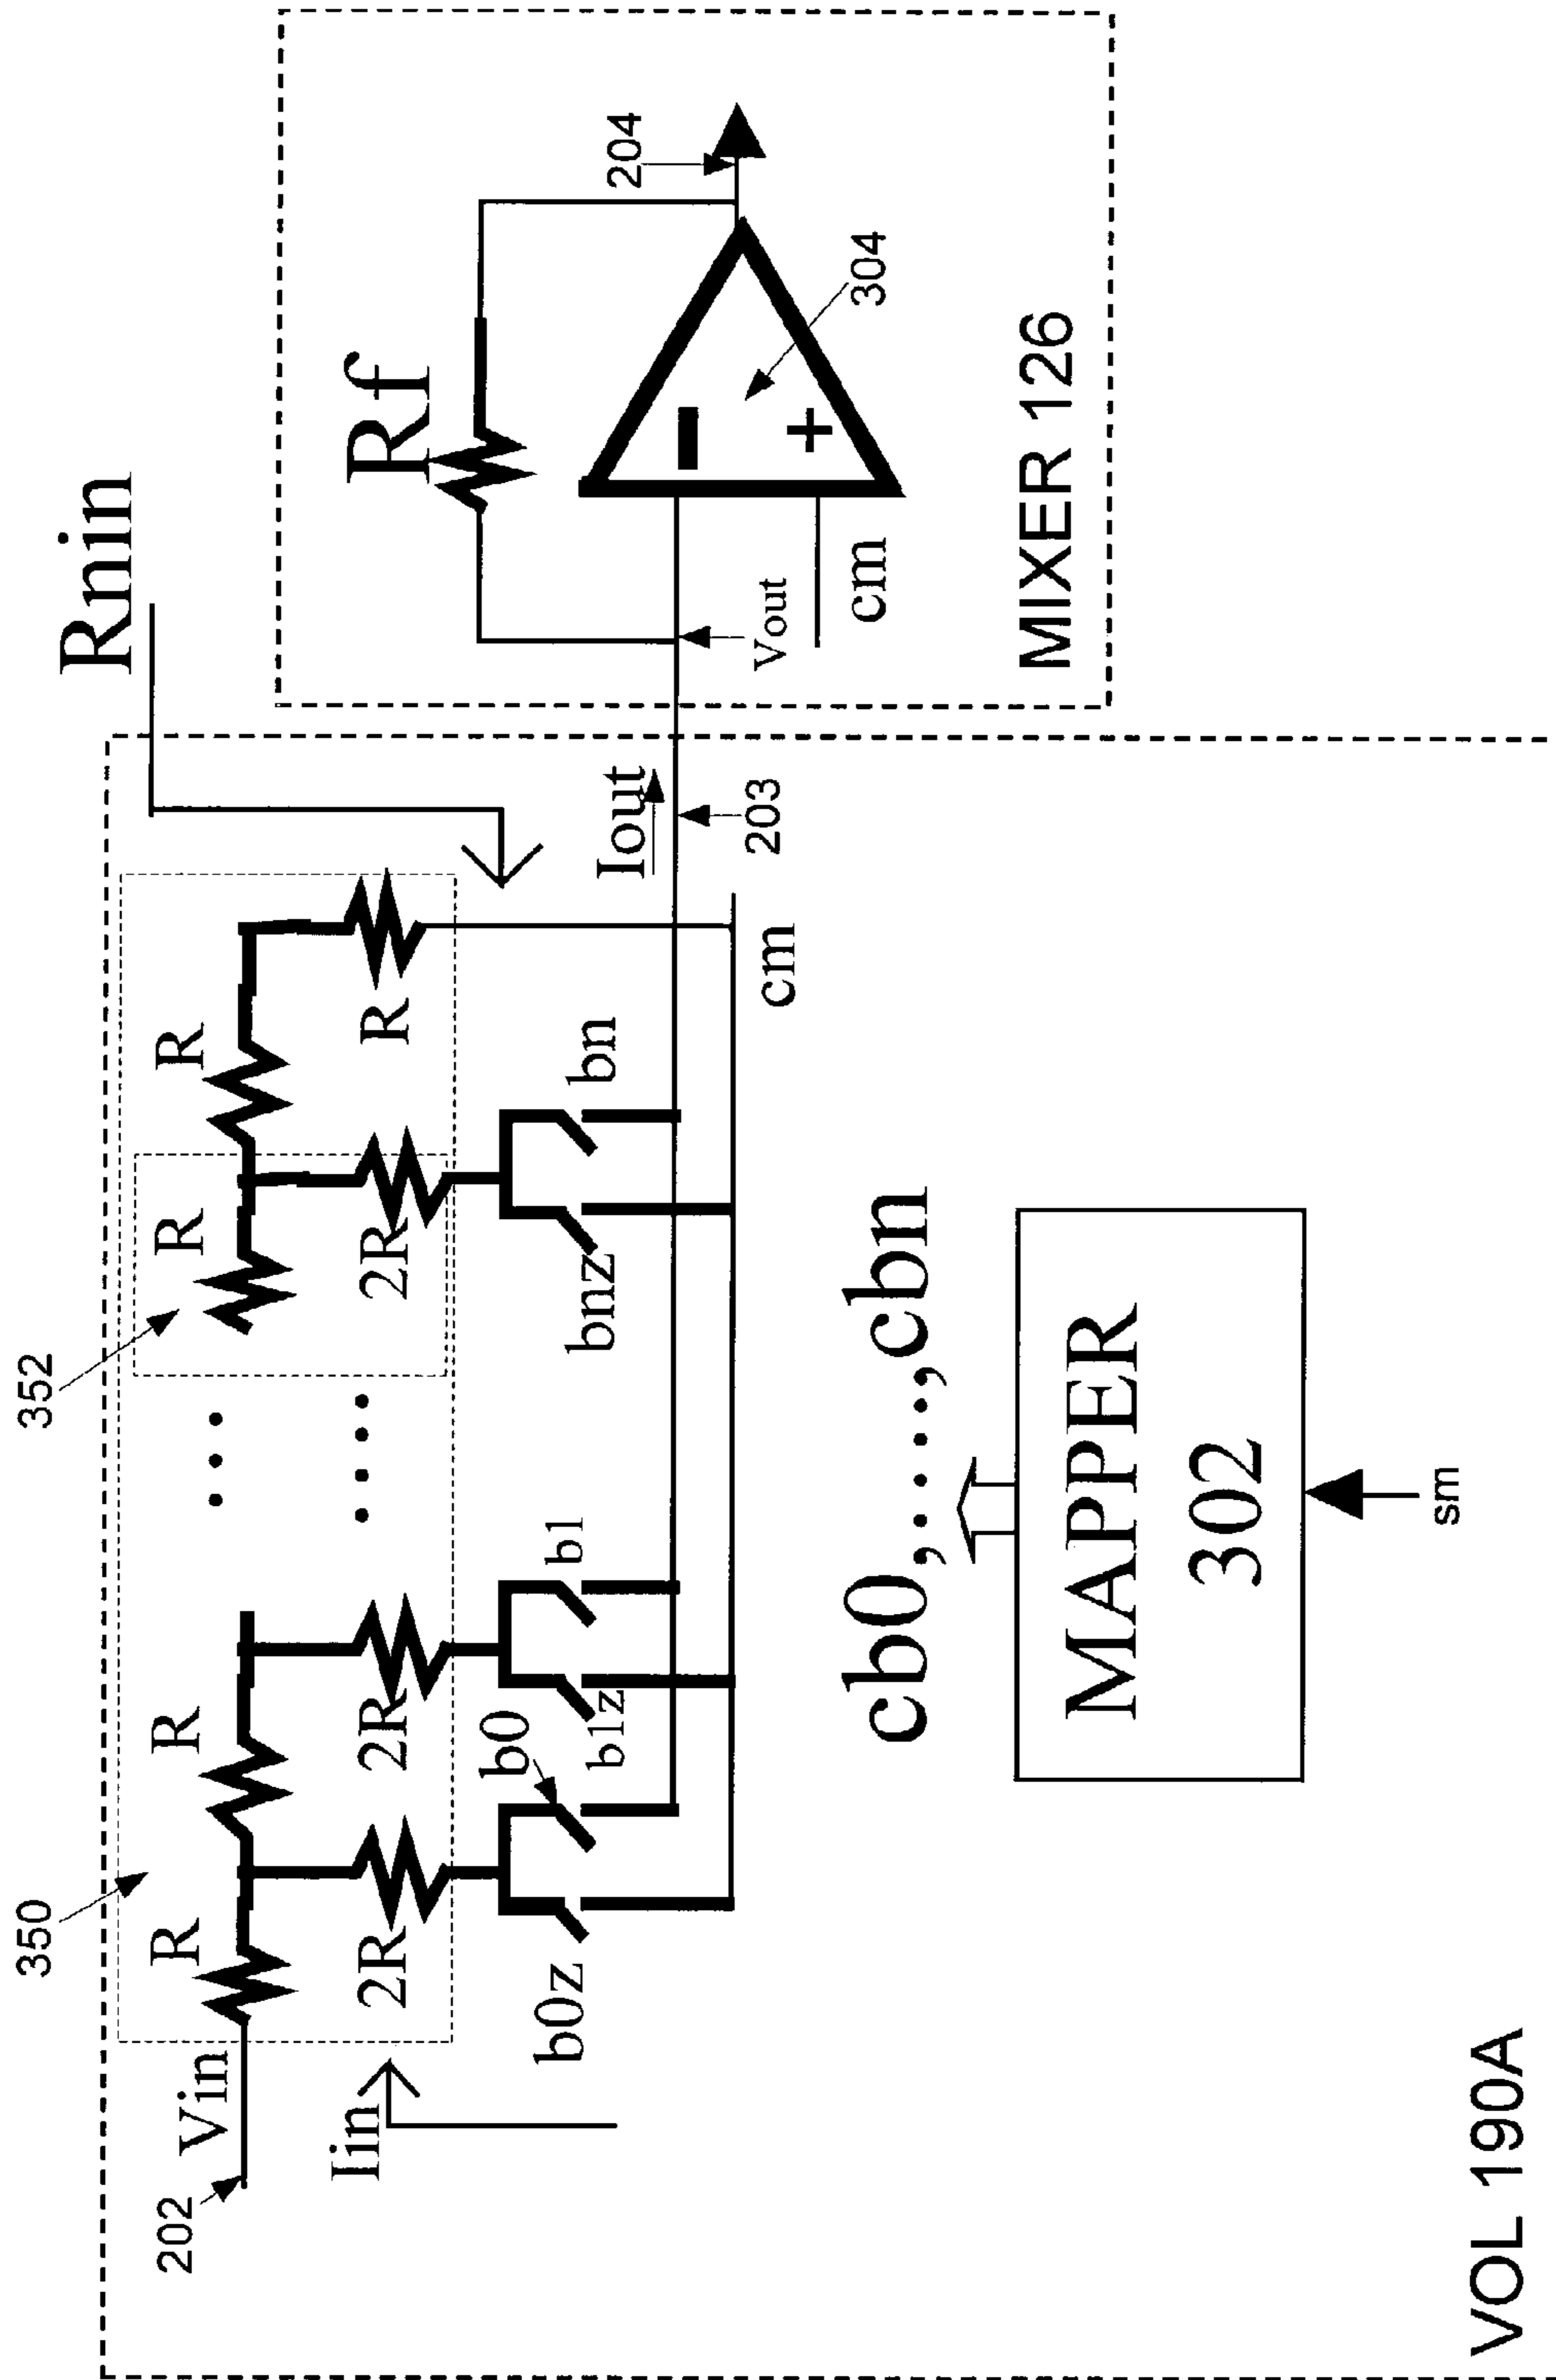 350
352
Rnin
R
R
R
R
202
Vin
Iin
2R
2R
2R
R
Rf
204
b0z
b0
b1z
b1
bnz
bn
Iout
203
cm
Vout
cm
304
cb0,.....,cbn
MAPPER
302
sm
VOL 190A
MIXER 126